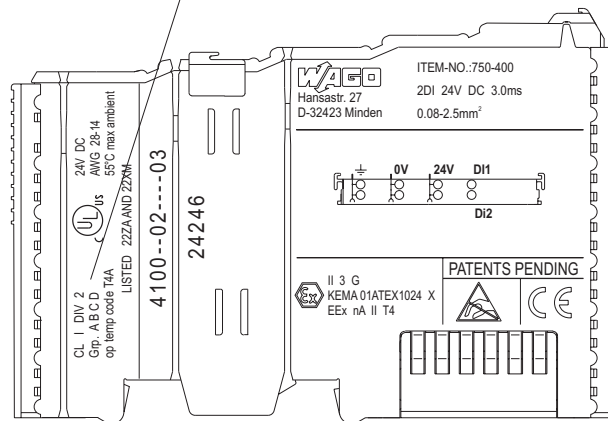 WAGO
Hansastr. 27
D-32423 Minden
ITEM-NO.:750-400
2DI 24V DC 3.0ms
0.08-2.5mm²
0V 24V DI1
Di2
II 3 G
KEMA 01ATEX1024 X
EEx nA II T4
Ex
PATENTS PENDING
CE
24V DC
AWG 28-14
55°C max ambient
C UL US
LISTED 22ZA AND 22XM
CL I DIV 2
Grp. A B C D
op temp code T4A
4100--02----03
24246